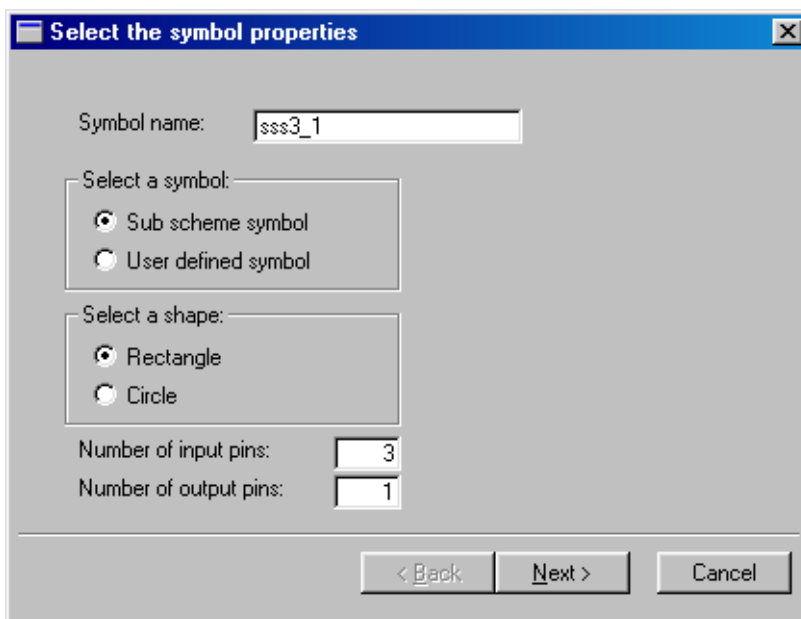 Select the symbol properties
Symbol name: sss3_1
Select a symbol:
Sub scheme symbol
User defined symbol
Select a shape:
Rectangle
Circle
Number of input pins: 3
Number of output pins: 1
< Back Next > Cancel